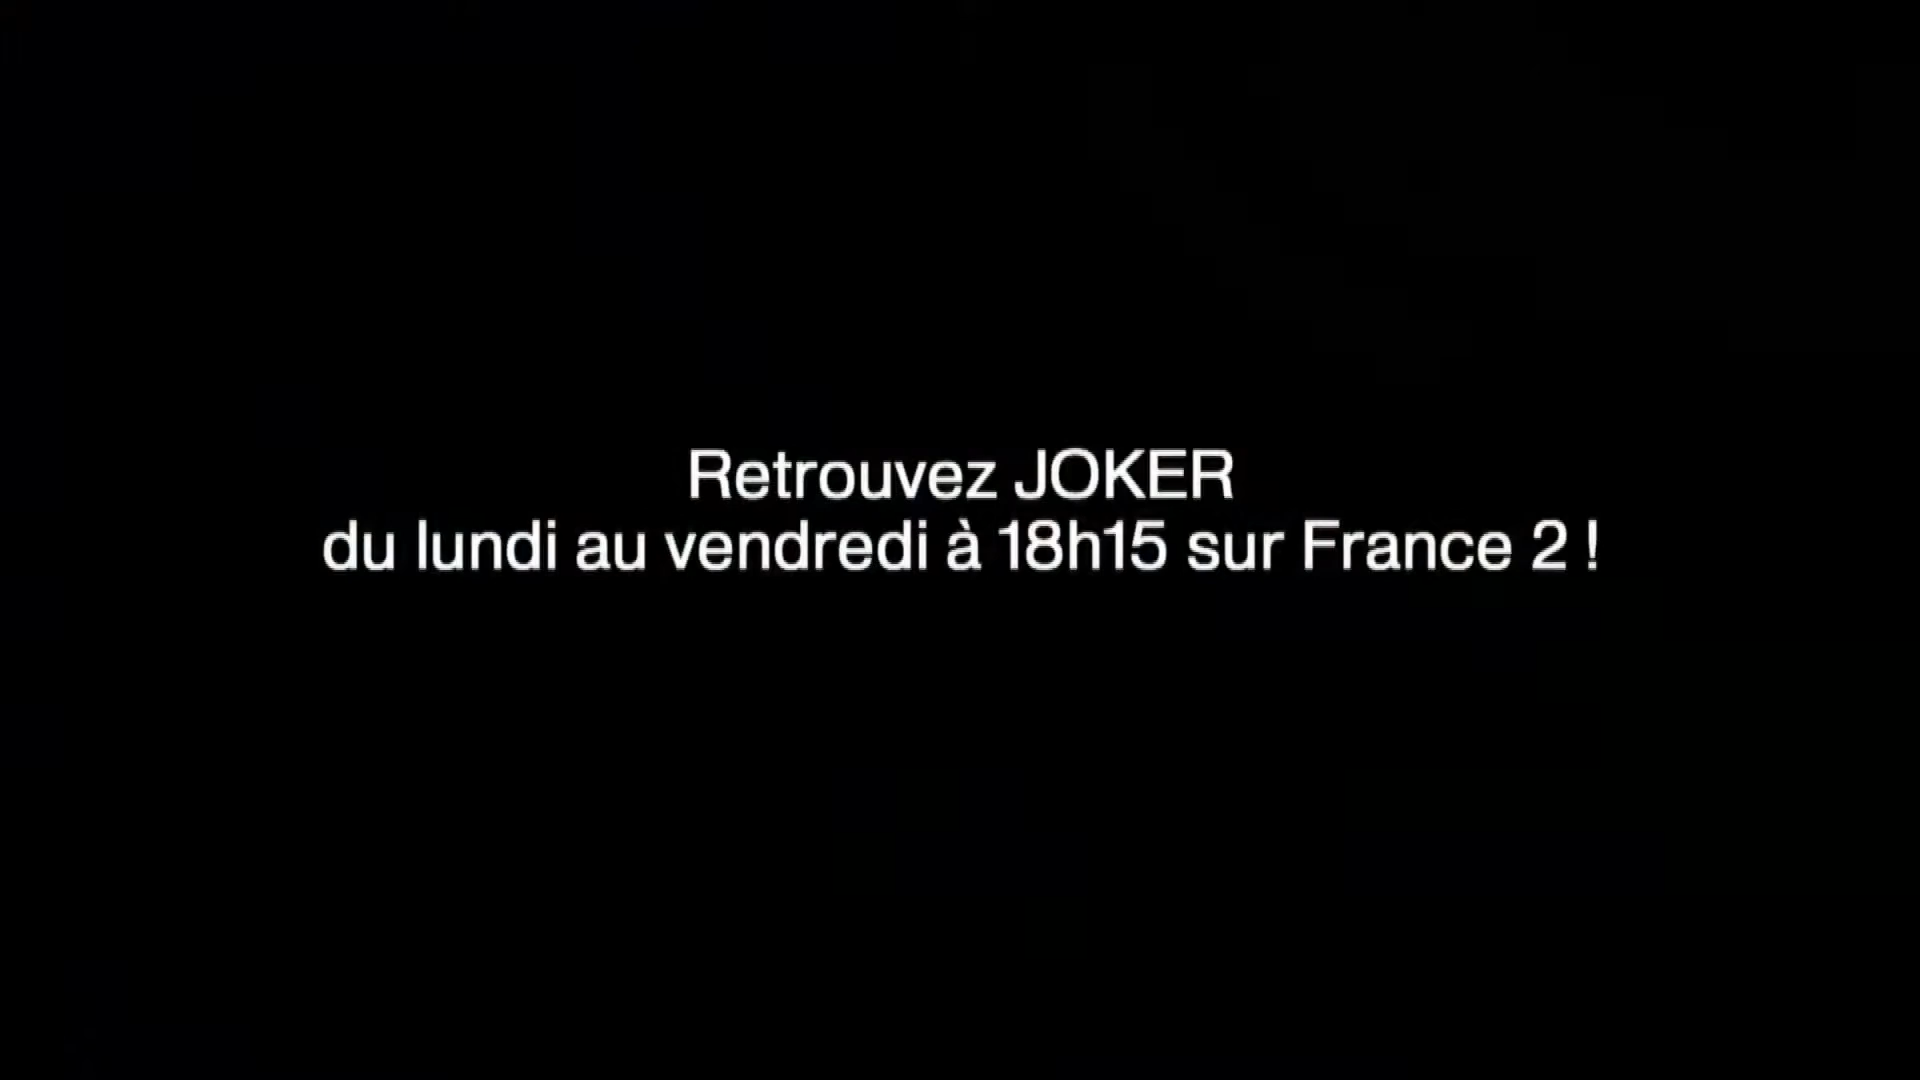 Retrouvez JOKER
du lundi au vendredi à 18h15 sur France 2 !